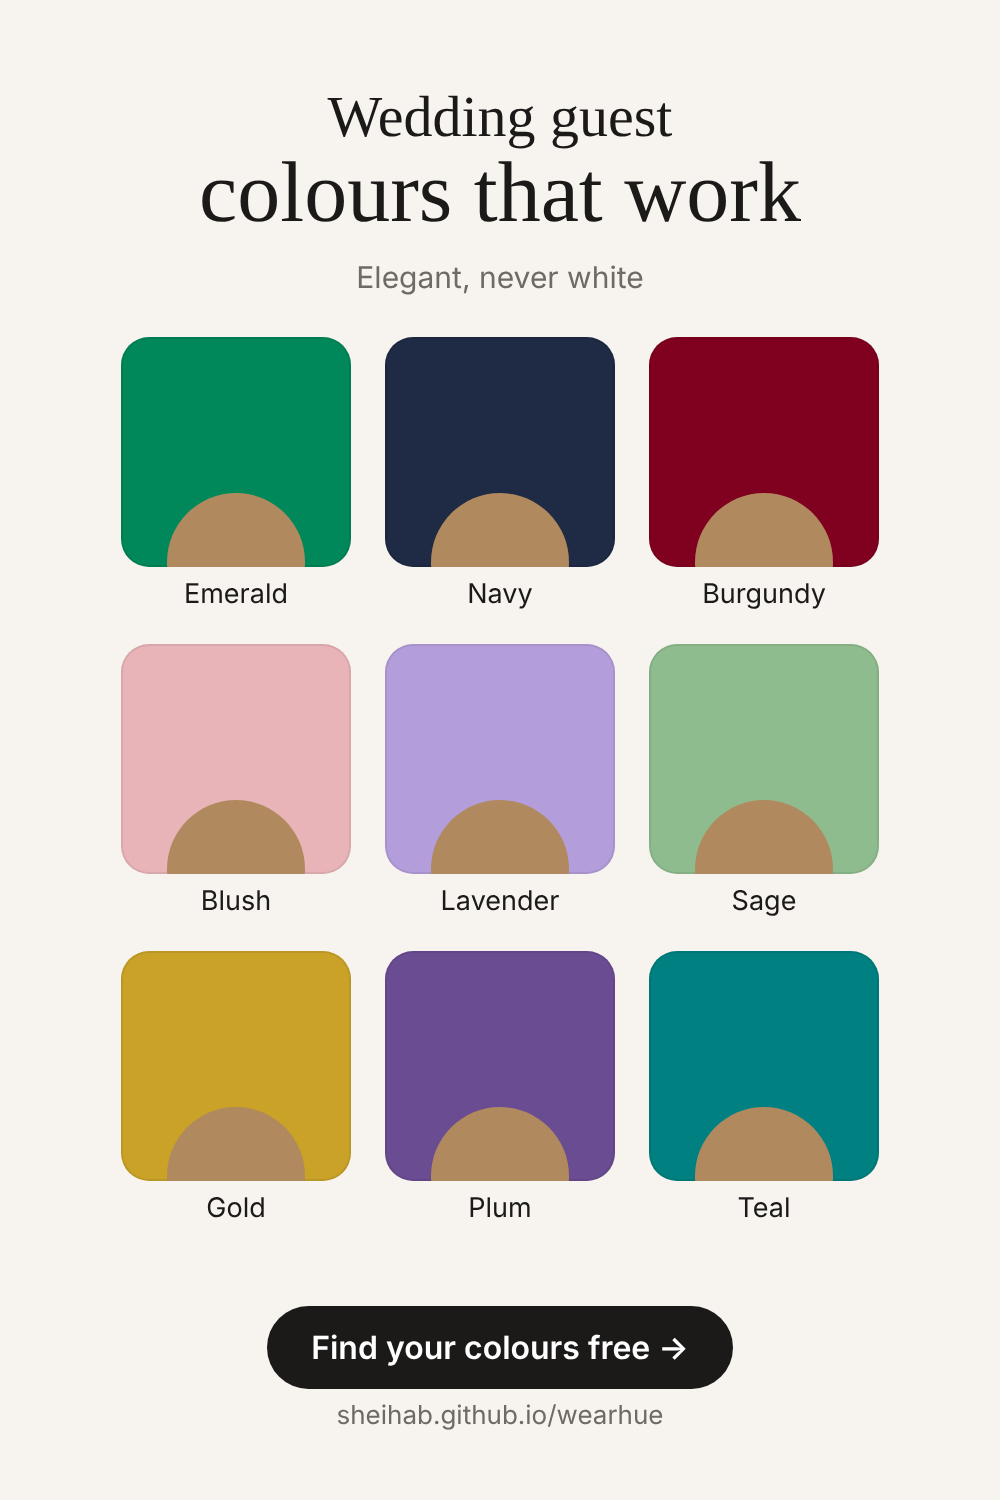 Wedding guest
colours that work
Elegant, never white
Emerald
Navy
Burgundy
Blush
Lavender
Sage
Gold
Plum
Teal
Find your colours free →
sheihab.github.io/wearhue